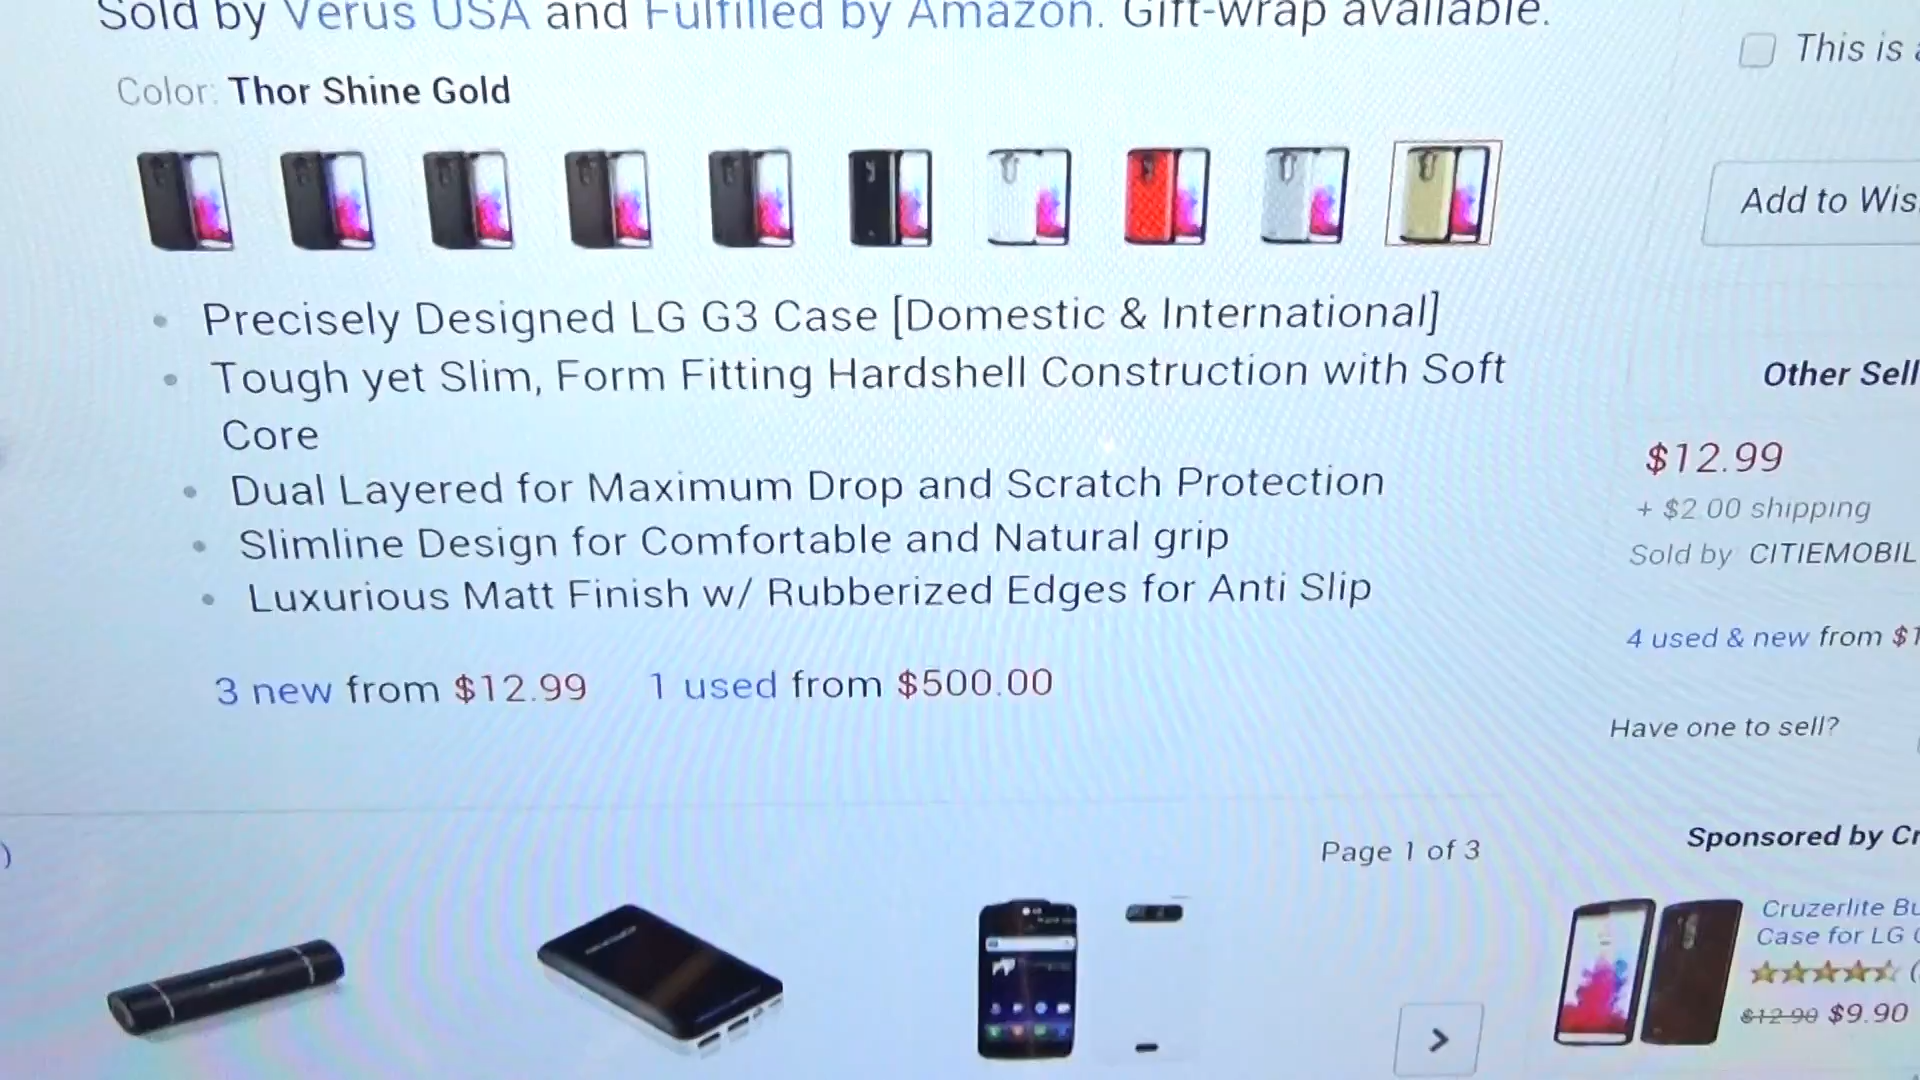 Sold by Verus USA and Fulfilled by Amazon. Gift-wrap available.
This is
Color: Thor Shine Gold
Add to Wis
• Precisely Designed LG G3 Case [Domestic & International]
• Tough yet Slim, Form Fitting Hardshell Construction with Soft
Core
• Dual Layered for Maximum Drop and Scratch Protection
• Slimline Design for Comfortable and Natural grip
• Luxurious Matt Finish w/ Rubberized Edges for Anti Slip
3 new from $12.99 1 used from $500.00
Other Sell
$12.99
+ $2.00 shipping
Sold by CITIEMOBIL
4 used & new from $1
Have one to sell?
)
Page 1 of 3
Sponsored by Cr
Cruzerlite Bu
Case for LG
(
$12.90 $9.90